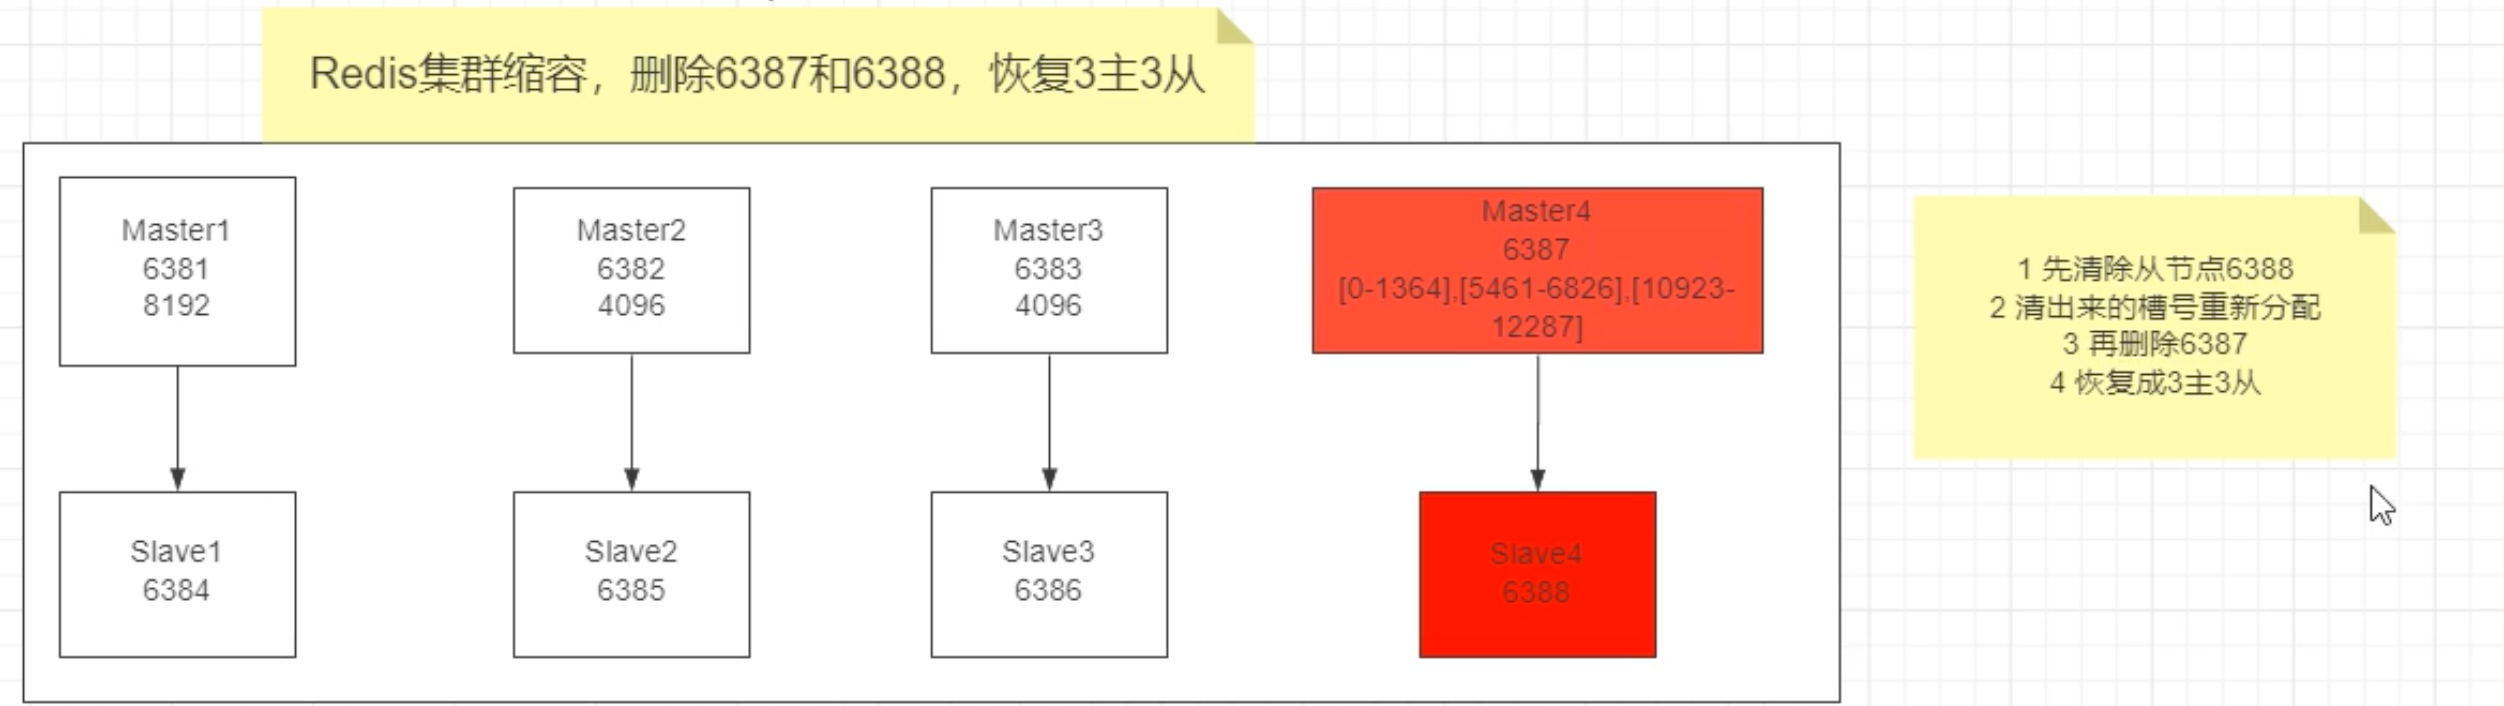 Redis集群缩容，删除6387和6388，恢复3主3从
Master1
6381
8192
Master2
6382
4096
Master3
6383
4096
Master4
6387
[0-1364],[5461-6826],[10923-
12287]
Slave1
6384
Slave2
6385
Slave3
6386
Slave4
6388
1 先清除从节点6388
2 清出来的槽号重新分配
3 再删除6387
4 恢复成3主3从